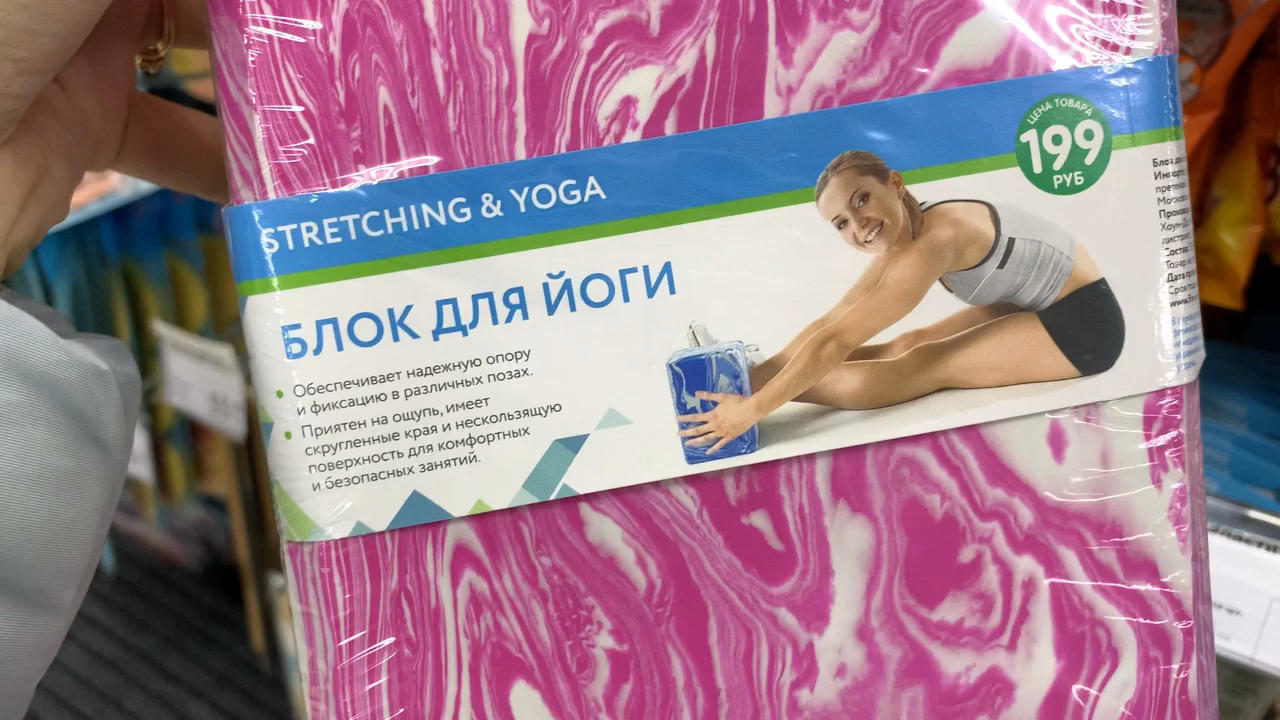 STRETCHING & YOGA
БЛОК ДЛЯ ЙОГИ
Обеспечивает надежную опору
и фиксацию в различных позах.
Приятен на ощупь, имеет
скругленные края и нескользящую
поверхность для комфортных
и безопасных занятий.
ЦЕНА ТОВАРА
199
РУБ
Блок